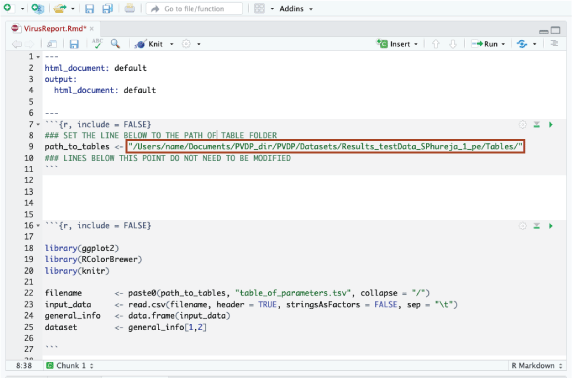 Go to file/function
Addins
VirusReport.Rmd*
ABC
Knit
Insert
Run
1 ---
2 html_document: default
3 output:
4   html_document: default
5
6 ---
7 ```{r, include = FALSE}
8 ### SET THE LINE BELOW TO THE PATH OF TABLE FOLDER
9 path_to_tables <- "/Users/name/Documents/PVDP_dir/PVDP/Datasets/Results_testData_SPhureja_1_pe/Tables/"
10 ### LINES BELOW THIS POINT DO NOT NEED TO BE MODIFIED
11 ```
12
13
14
15
16 ```{r, include = FALSE}
17
18 library(ggplot2)
19 library(RColorBrewer)
20 library(knitr)
21
22 filename <- paste0(path_to_tables, "table_of_parameters.tsv", collapse = "/")
23 input_data <- read.csv(filename, header = TRUE, stringsAsFactors = FALSE, sep = "\t")
24 general_info <- data.frame(input_data)
25 dataset <- general_info[1,2]
26
27 ```
28
8:38 Chunk 1 R Markdown